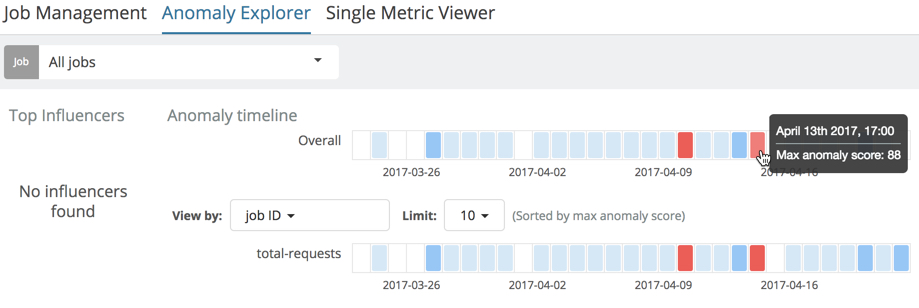 Job Management Anomaly Explorer Single Metric Viewer
Job All jobs
Top Influencers Anomaly timeline
Overall
April 13th 2017, 17:00
Max anomaly score: 88
2017-03-26 2017-04-02 2017-04-09 2017-04-16
No influencers
found
View by: job ID Limit: 10 (Sorted by max anomaly score)
total-requests
2017-03-26 2017-04-02 2017-04-09 2017-04-16